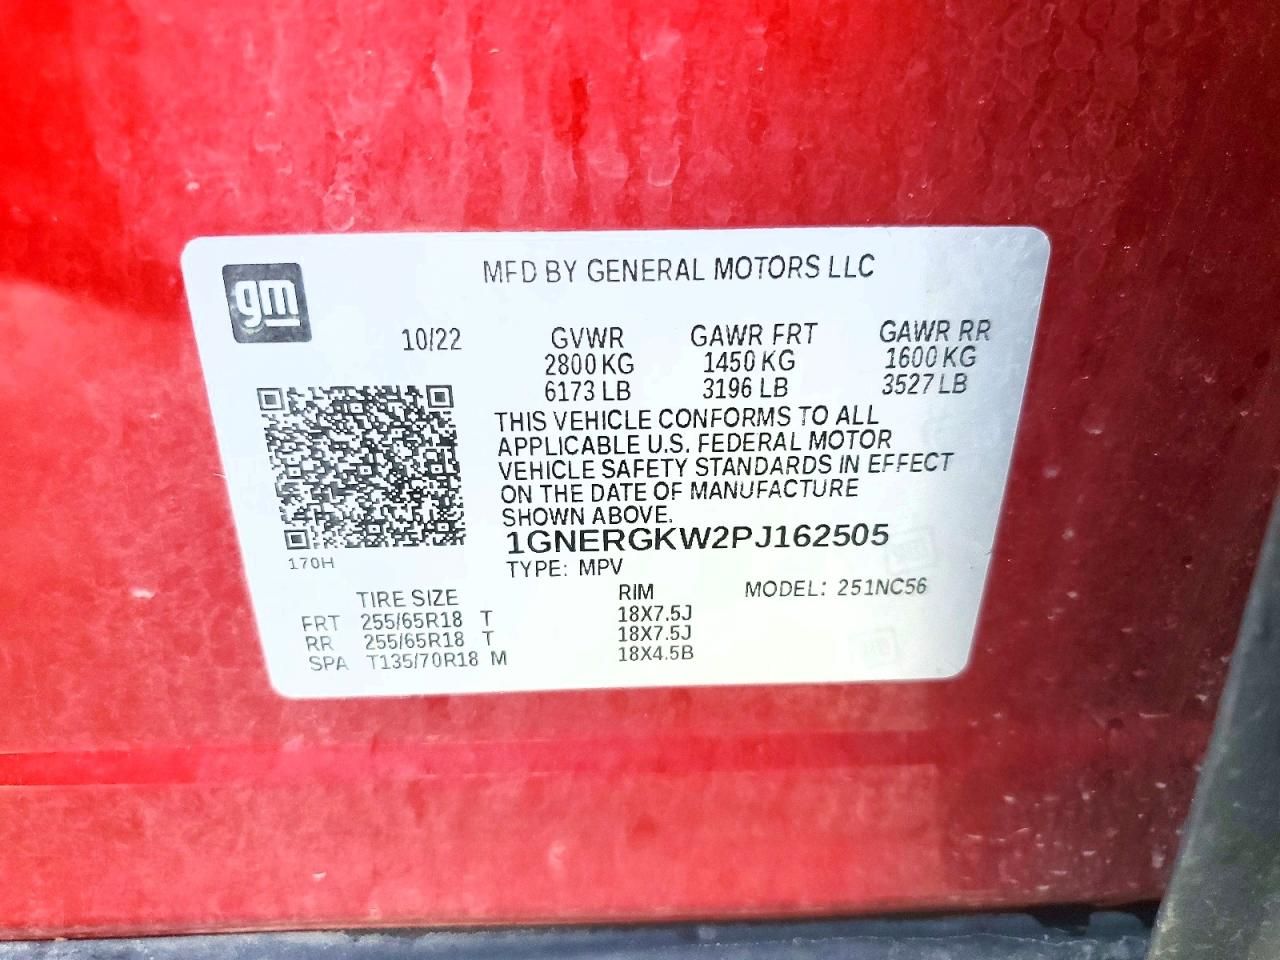 gm
MFD BY GENERAL MOTORS LLC
10/22 GVWR GAWR FRT GAWR RR
2800 KG 1450 KG 1600 KG
6173 LB 3196 LB 3527 LB
THIS VEHICLE CONFORMS TO ALL
APPLICABLE U.S. FEDERAL MOTOR
VEHICLE SAFETY STANDARDS IN EFFECT
ON THE DATE OF MANUFACTURE
SHOWN ABOVE.
1GNERGKW2PJ162505
170H
TYPE: MPV
TIRE SIZE RIM MODEL: 251NC56
FRT 255/65R18 T 18X7.5J
RR 255/65R18 T 18X7.5J
SPA T135/70R18 M 18X4.5B